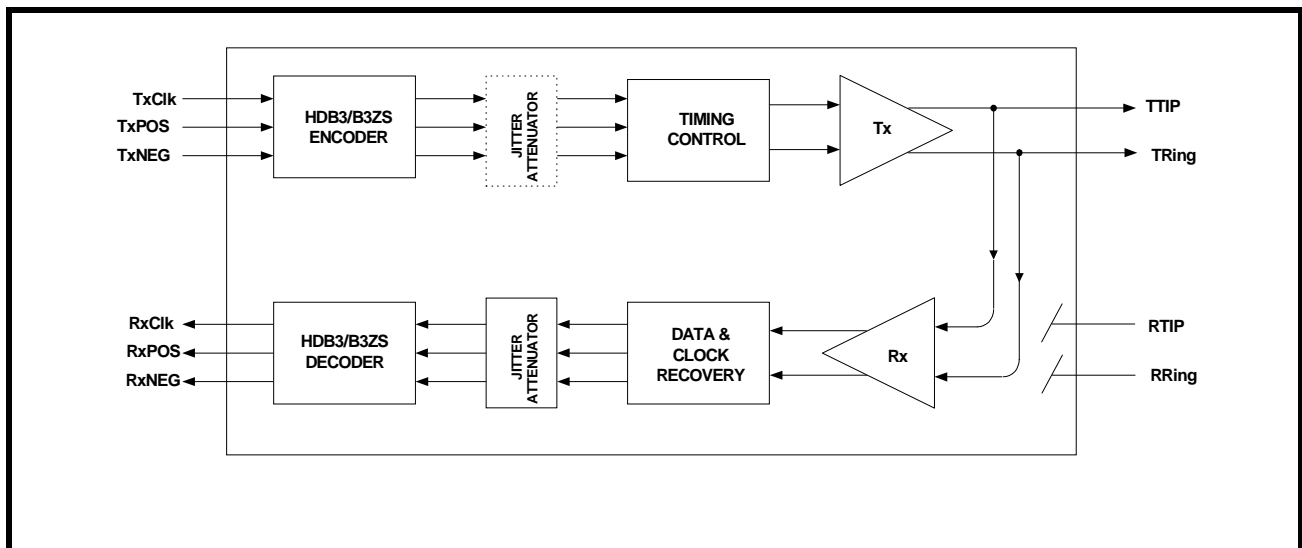 TxClk
TxPOS
TxNEG
HDB3/B3ZS
ENCODER
JITTER
ATTENUATOR
TIMING
CONTROL
Tx
TTIP
TRing
RxClk
RxPOS
RxNEG
HDB3/B3ZS
DECODER
JITTER
ATTENUATOR
DATA &
CLOCK
RECOVERY
Rx
RTIP
RRing